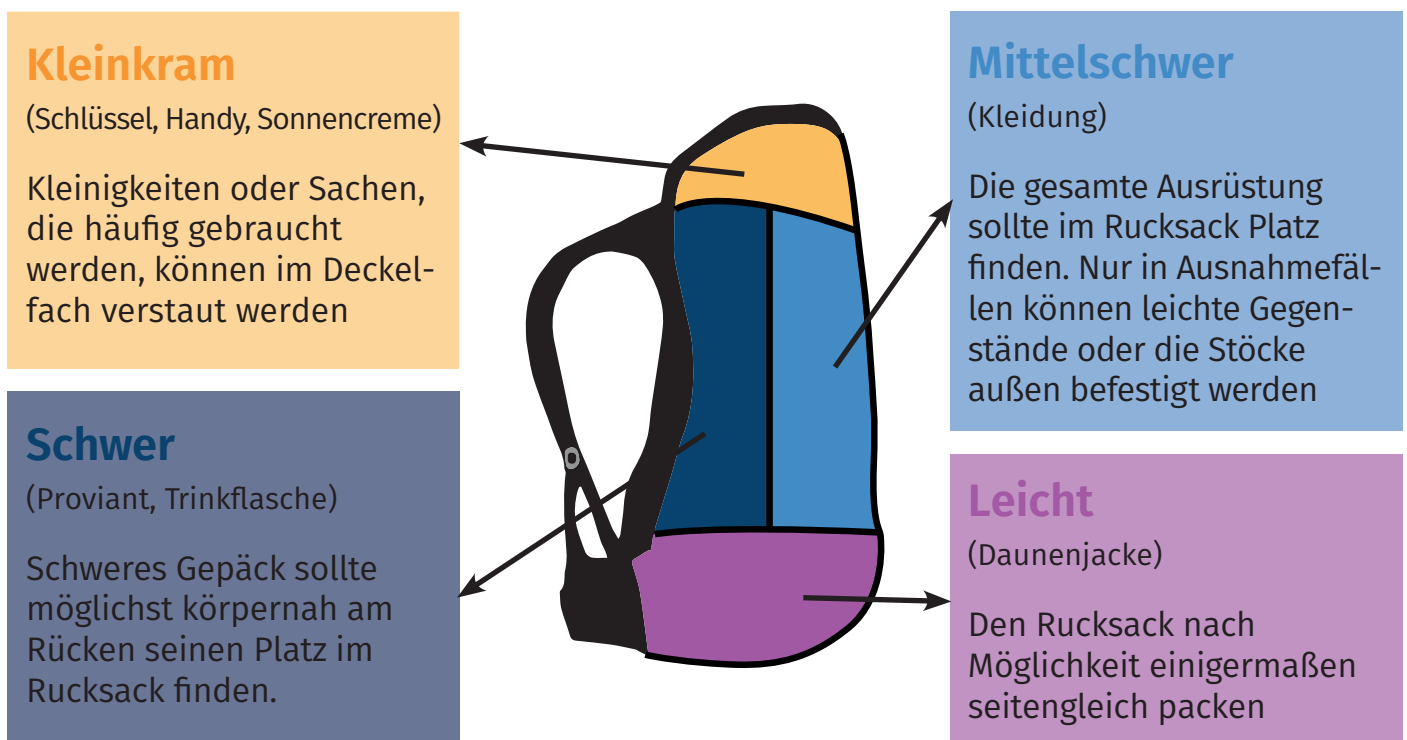 Kleinkram
(Schlüssel, Handy, Sonnencreme)
Kleinigkeiten oder Sachen,
die häufig gebraucht
werden, können im Deckel-
fach verstaut werden
Schwer
(Proviant, Trinkflasche)
Schweres Gepäck sollte
möglichst körpernah am
Rücken seinen Platz im
Rucksack finden.
Mittelschwer
(Kleidung)
Die gesamte Ausrüstung
sollte im Rucksack Platz
finden. Nur in Ausnahmefäl-
len können leichte Gegen-
stände oder die Stöcke
außen befestigt werden
Leicht
(Daunenjacke)
Den Rucksack nach
Möglichkeit einigermaßen
seitengleich packen